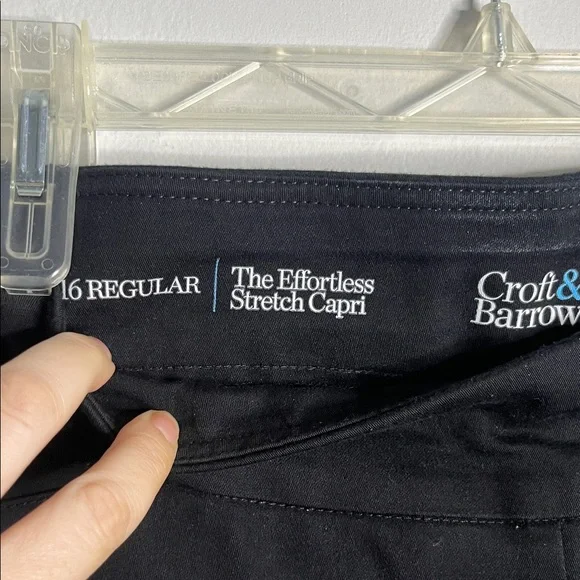 16 REGULAR
The Effortless
Stretch Capri
Croft&
Barrow